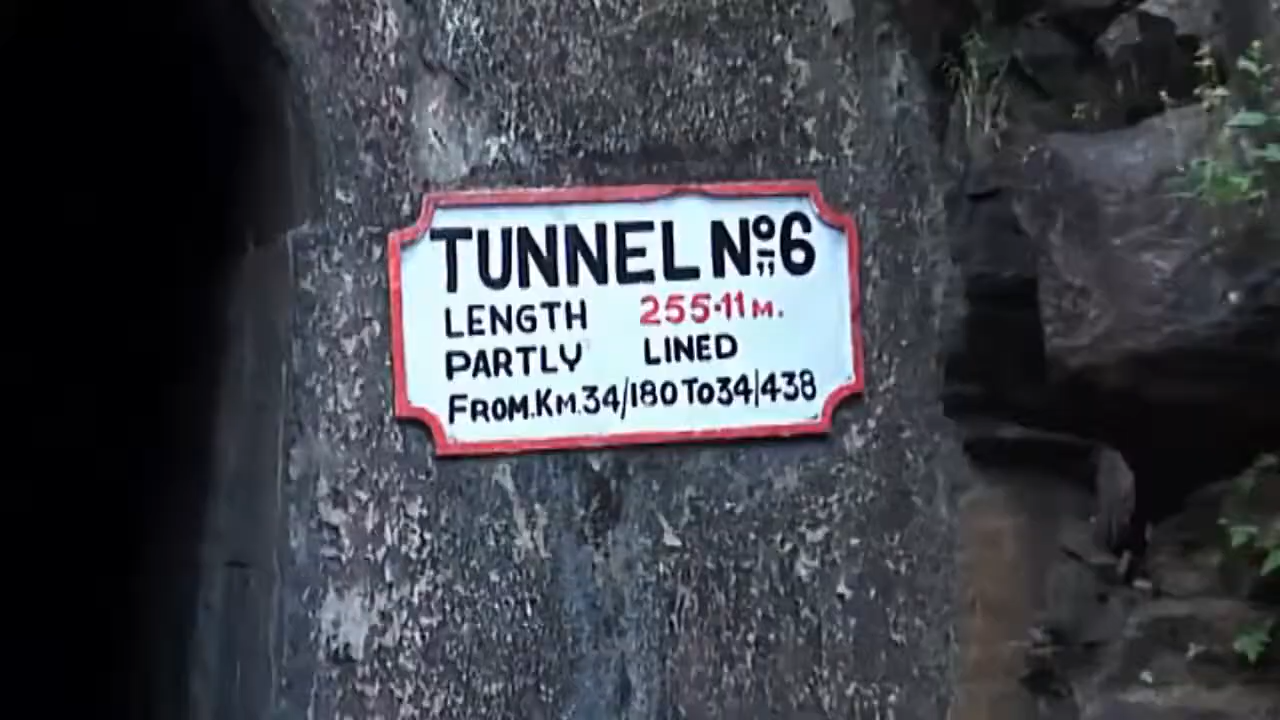 TUNNEL Nº 6
LENGTH 255·11 M.
PARTLY LINED
FROM.KM.34/180 TO 34/438